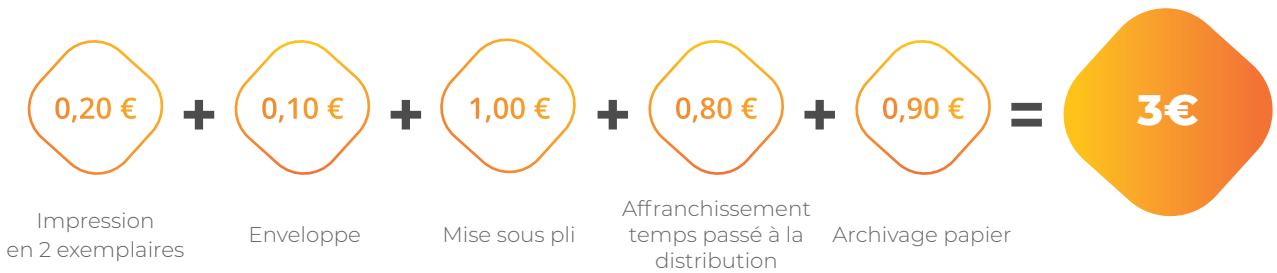 0,20 € + 0,10 € + 1,00 € + 0,80 € + 0,90 € = 3€
Impression
en 2 exemplaires
Enveloppe
Mise sous pli
Affranchissement
temps passé à la
distribution
Archivage papier